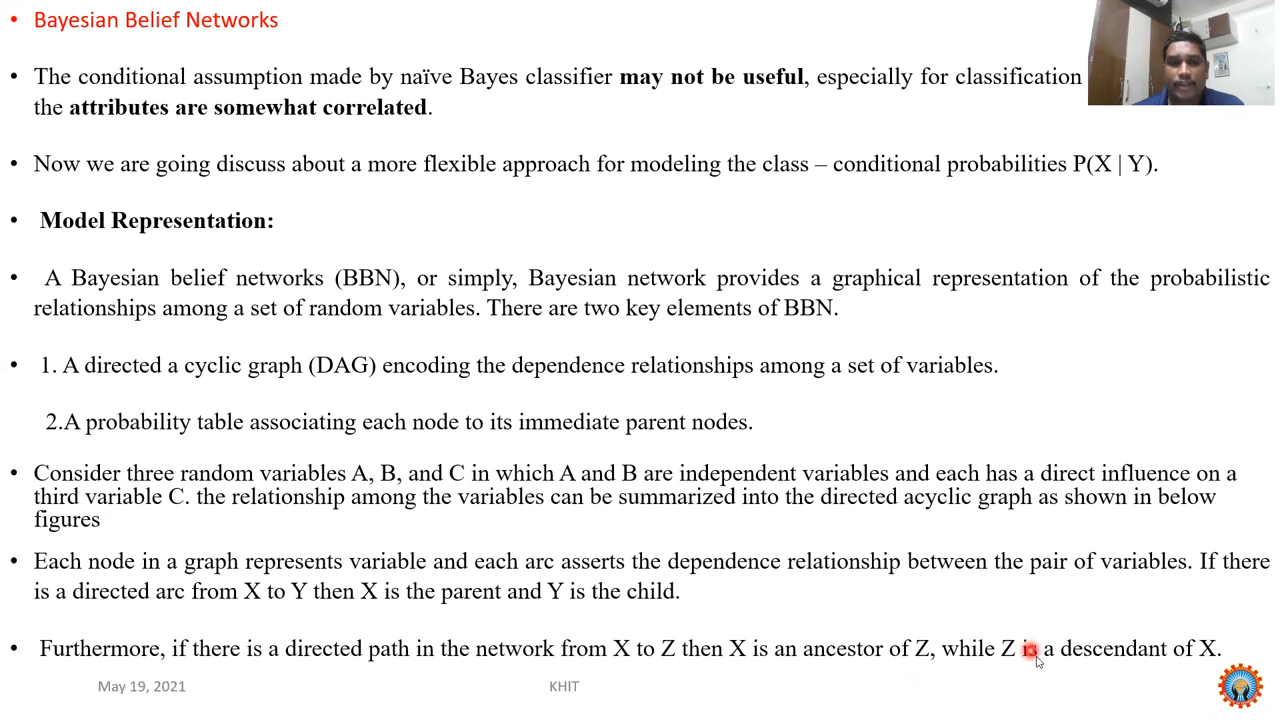 • Bayesian Belief Networks
• The conditional assumption made by naïve Bayes classifier may not be useful, especially for classification
the attributes are somewhat correlated.
• Now we are going discuss about a more flexible approach for modeling the class – conditional probabilities P(X | Y).
• Model Representation:
• A Bayesian belief networks (BBN), or simply, Bayesian network provides a graphical representation of the probabilistic
relationships among a set of random variables. There are two key elements of BBN.
• 1. A directed a cyclic graph (DAG) encoding the dependence relationships among a set of variables.
2.A probability table associating each node to its immediate parent nodes.
• Consider three random variables A, B, and C in which A and B are independent variables and each has a direct influence on a
third variable C. the relationship among the variables can be summarized into the directed acyclic graph as shown in below
figures
• Each node in a graph represents variable and each arc asserts the dependence relationship between the pair of variables. If there
is a directed arc from X to Y then X is the parent and Y is the child.
• Furthermore, if there is a directed path in the network from X to Z then X is an ancestor of Z, while Z is a descendant of X.
May 19, 2021
KHIT